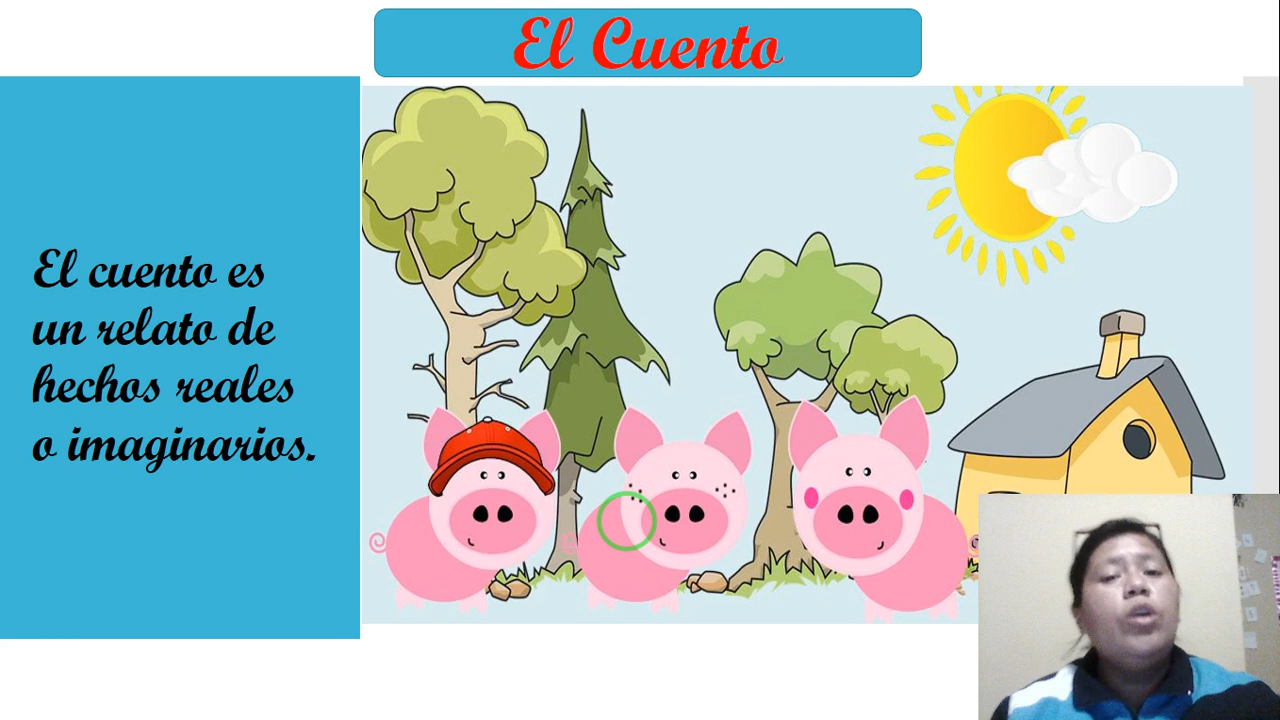 El Cuento
El cuento es
un relato de
hechos reales
o imaginarios.